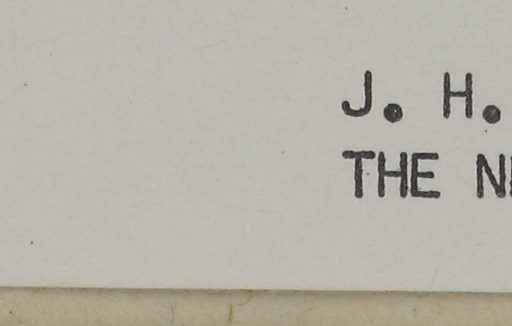 J. H.
THE